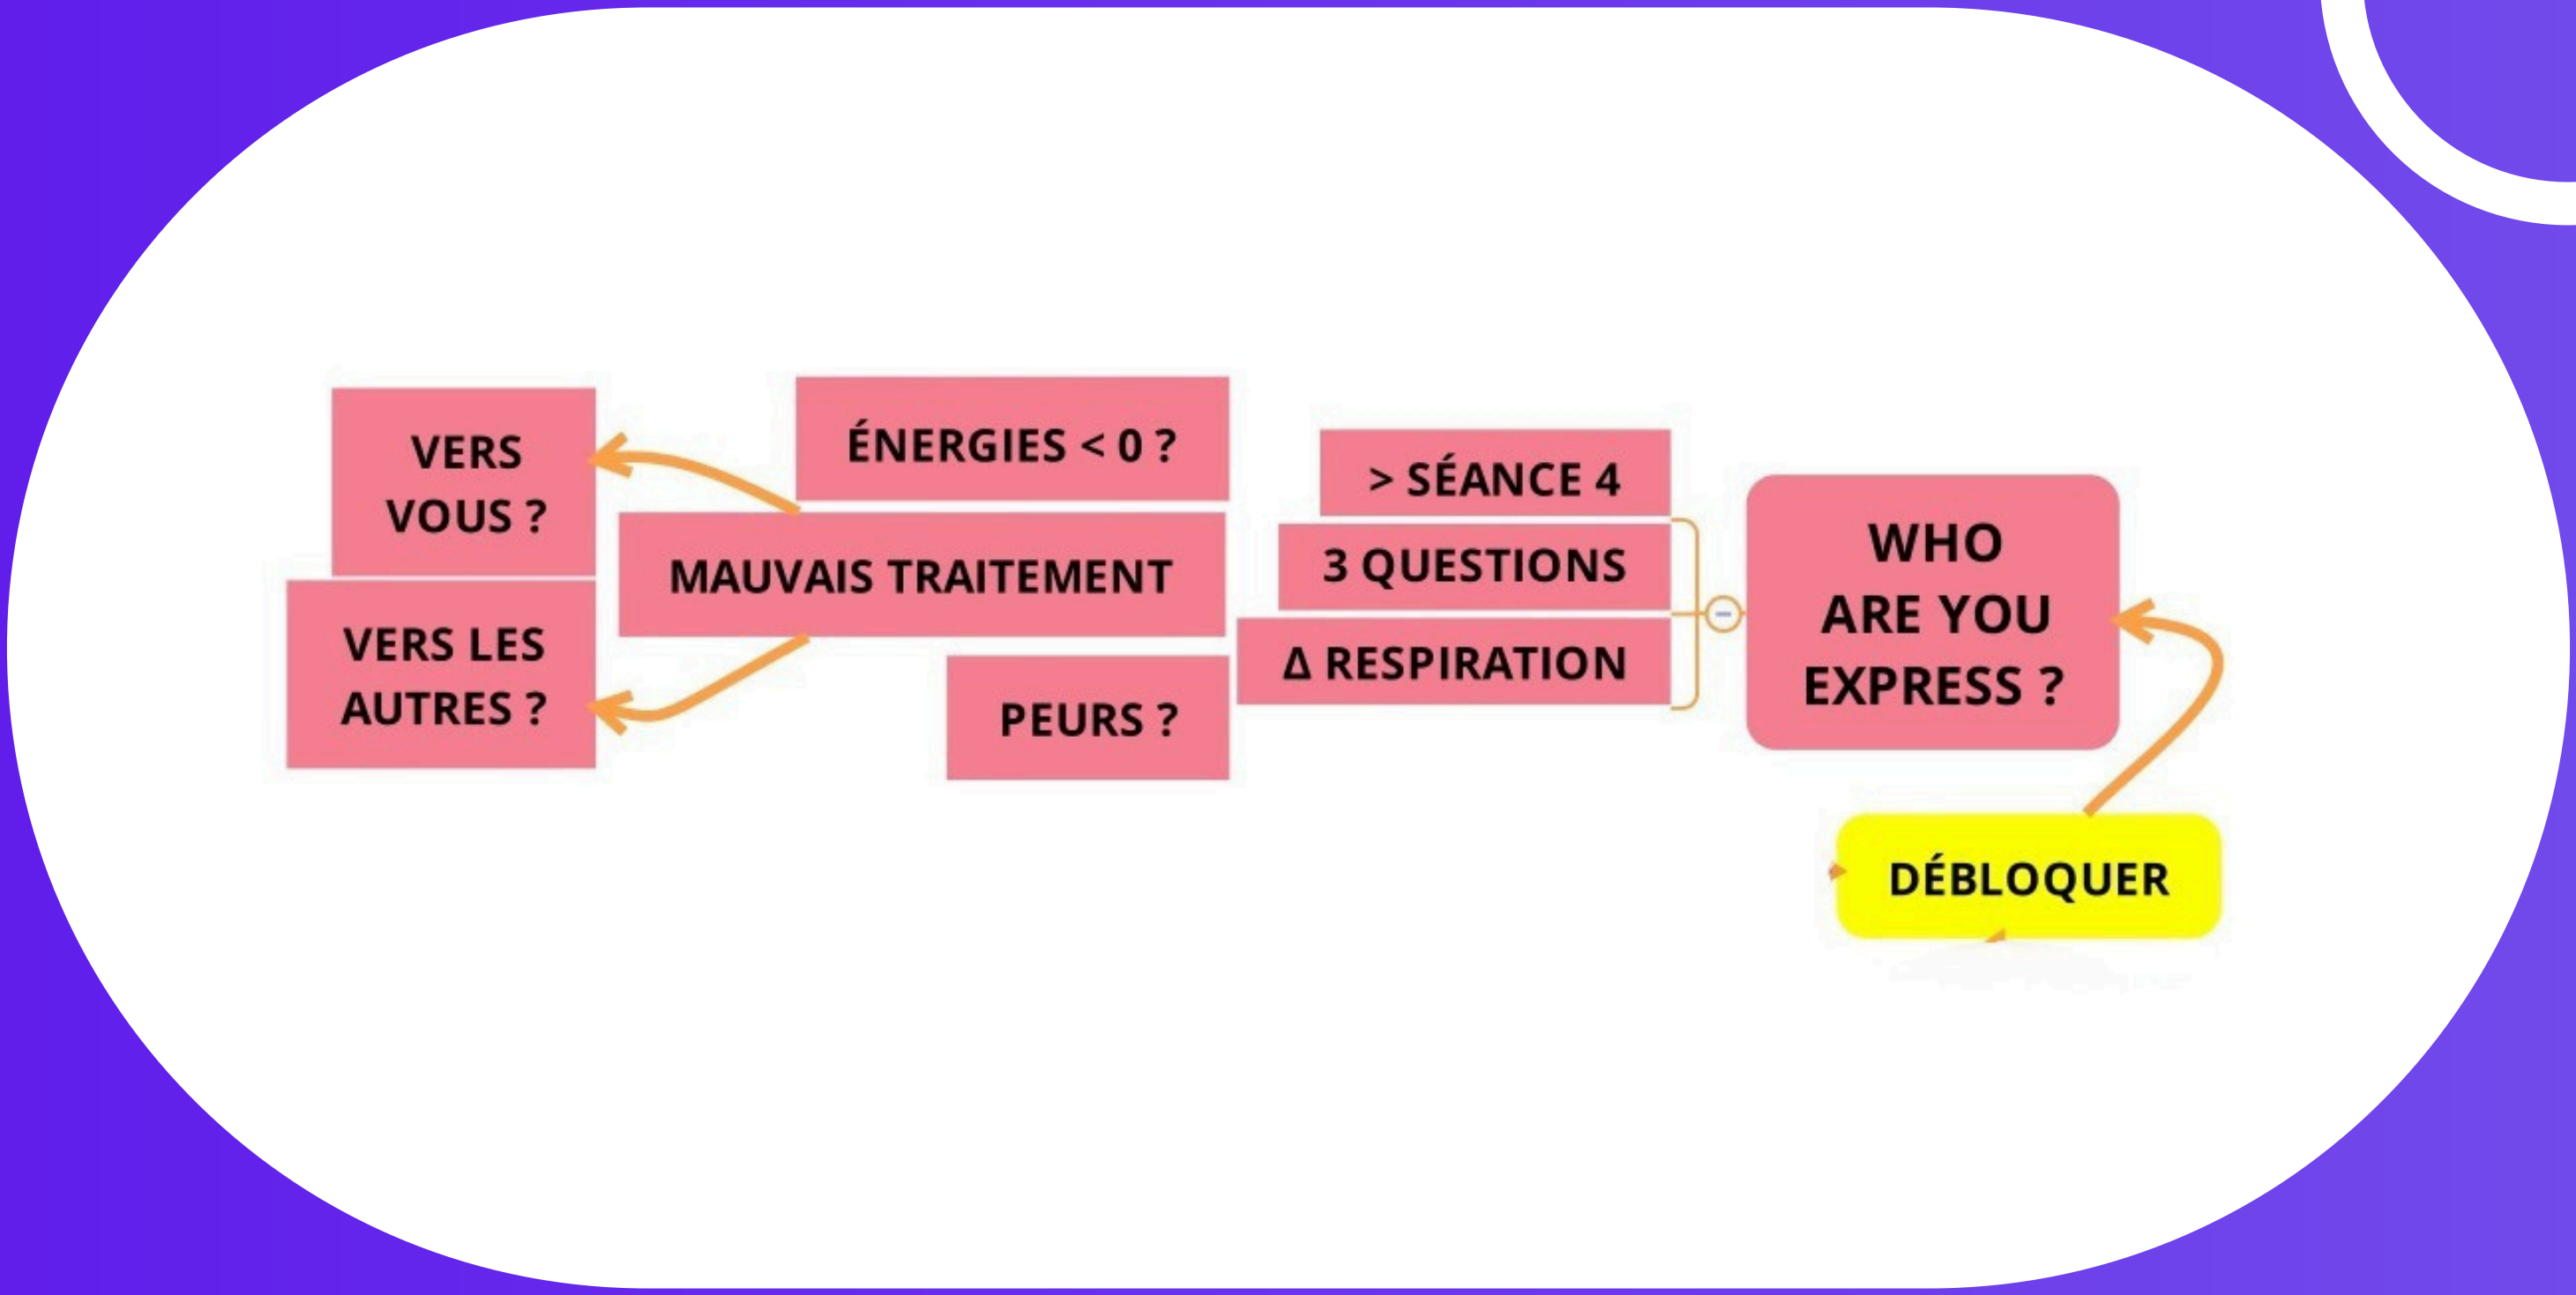 VERS
VOUS ?
VERS LES
AUTRES ?
ÉNERGIES < 0 ?
MAUVAIS TRAITEMENT
PEURS ?
> SÉANCE 4
3 QUESTIONS
Δ RESPIRATION
WHO
ARE YOU
EXPRESS ?
DÉBLOQUER